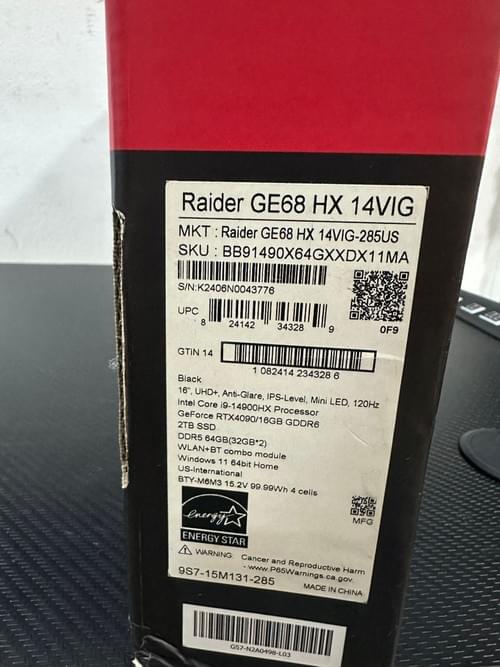 Raider GE68 HX 14VIG
MKT : Raider GE68 HX 14VIG-285US
SKU : BB91490X64GXXDX11MA
S/N:K2406N0043776
UPC
8 24142 34328 9
0F9
GTIN 14
1 082414 234328 6
Black
16", UHD+, Anti-Glare, IPS-Level, Mini LED, 120Hz
Intel Core i9-14900HX Processor
GeForce RTX4090/16GB GDDR6
2TB SSD
DDR5 64GB(32GB*2)
WLAN+BT combo module
Windows 11 64bit Home
US-International
BTY-M6M3 15.2V 99.99Wh 4 cells
energy
ENERGY STAR
MFG
WARNING: Cancer and Reproductive Harm
- www.P65Warnings.ca.gov.
9S7-15M131-285
MADE IN CHINA
G57-N2A0498-L03